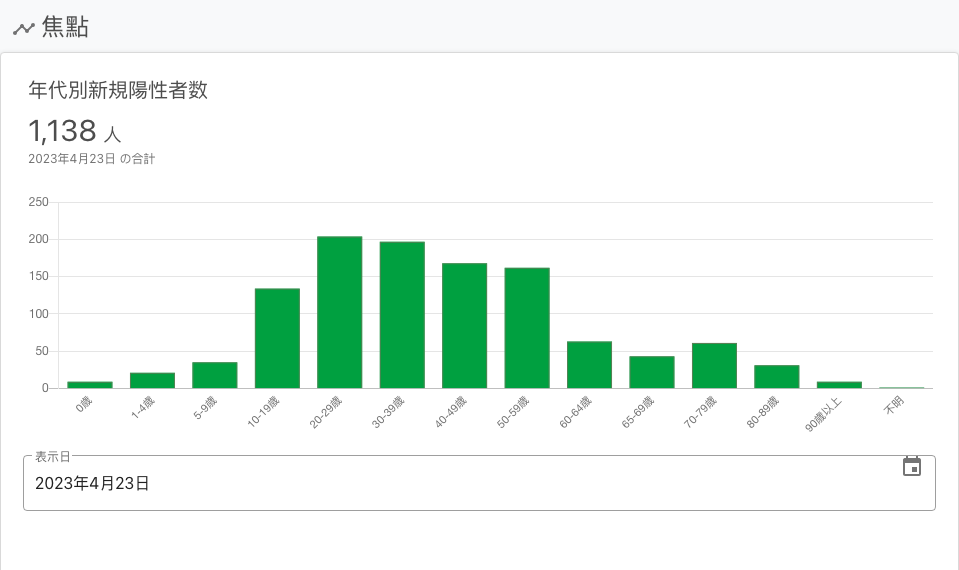 焦點
年代別新規陽性者数
1,138 人
2023年4月23日 の合計
250
200
150
100
50
0
0歳
1-4歳
5-9歳
10-19歳
20-29歳
30-39歳
40-49歳
50-59歳
60-64歳
65-69歳
70-79歳
80-89歳
90歳以上
不明
表示日
2023年4月23日